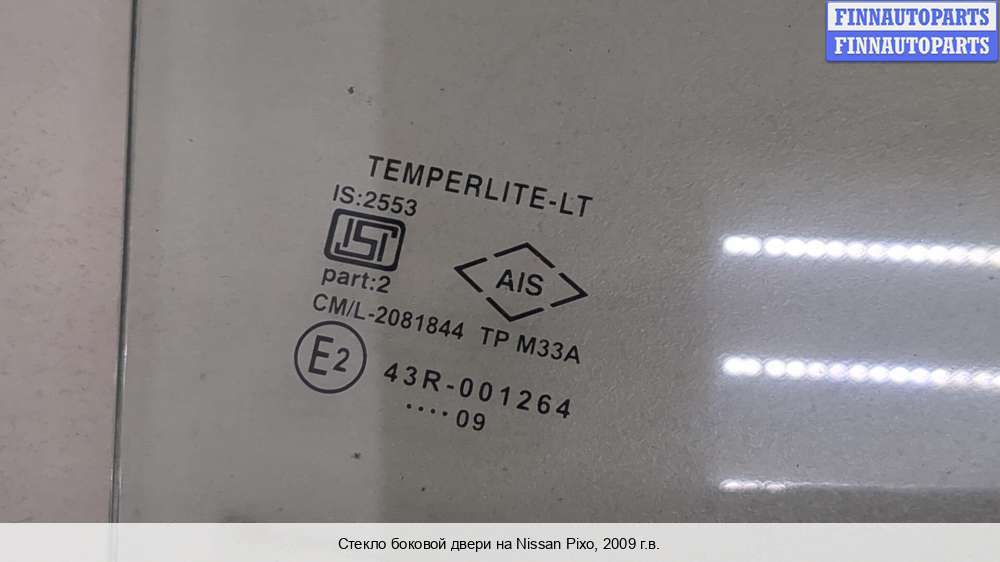 FINNAUTOPARTS
FINNAUTOPARTS
TEMPERLITE-LT
IS:2553
ISI
part:2
AIS
CM/L-2081844 TP M33A
E2 43R-001264
....09
Стекло боковой двери на Nissan Pixo, 2009 г.в.